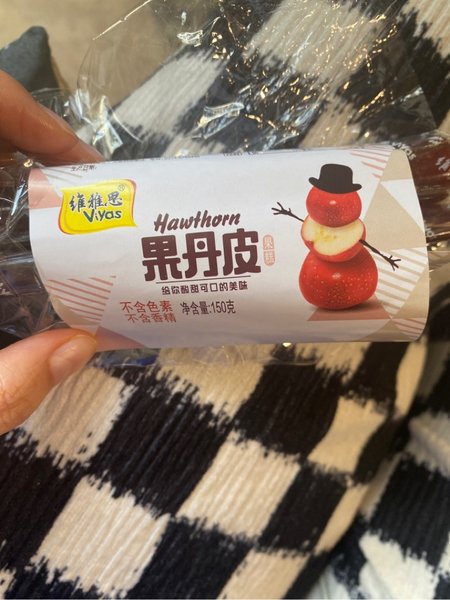 维雅思®
Viyas
Hawthorn
果丹皮
果糕
给你酸甜可口的美味
不含色素
不含香精
净含量:150克